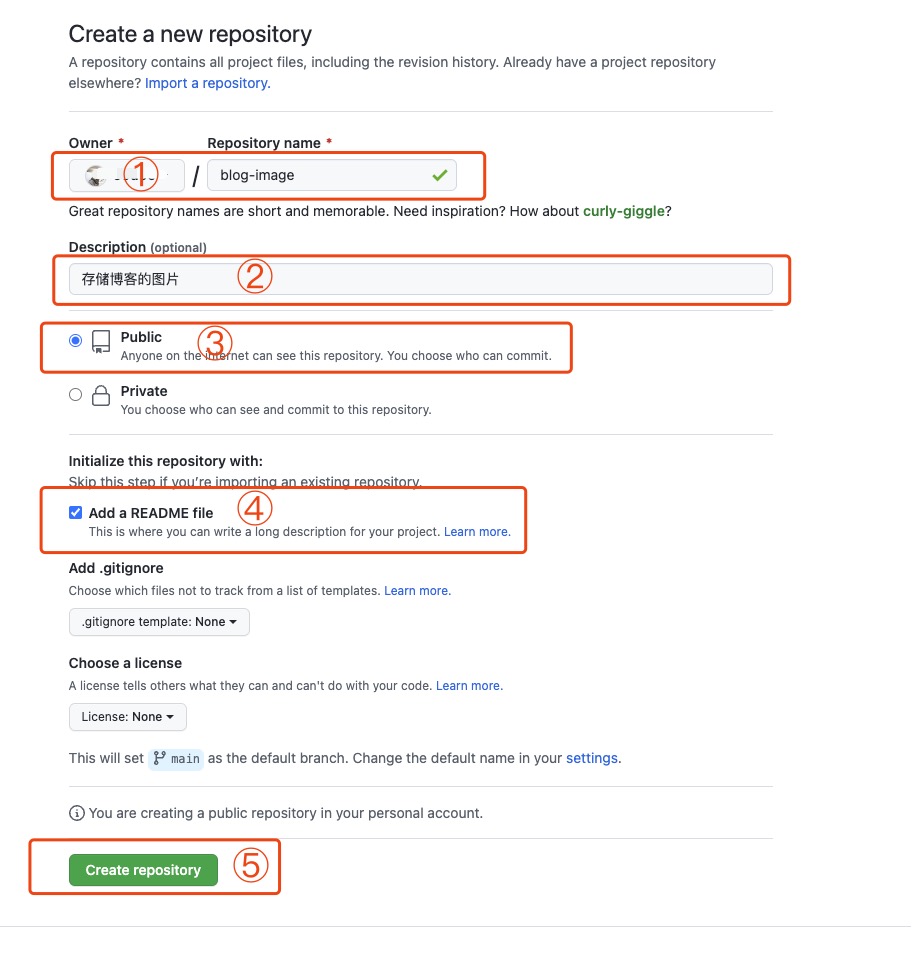 Create a new repository
A repository contains all project files, including the revision history. Already have a project repository
elsewhere? Import a repository.
Owner * Repository name *
① / blog-image
Great repository names are short and memorable. Need inspiration? How about curly-giggle?
Description (optional)
存储博客的图片 ②
Public ③
Anyone on the internet can see this repository. You choose who can commit.
Private
You choose who can see and commit to this repository.
Initialize this repository with:
Skip this step if you’re importing an existing repository.
Add a README file ④
This is where you can write a long description for your project. Learn more.
Add .gitignore
Choose which files not to track from a list of templates. Learn more.
.gitignore template: None
Choose a license
A license tells others what they can and can't do with your code. Learn more.
License: None
This will set main as the default branch. Change the default name in your settings.
You are creating a public repository in your personal account.
Create repository ⑤